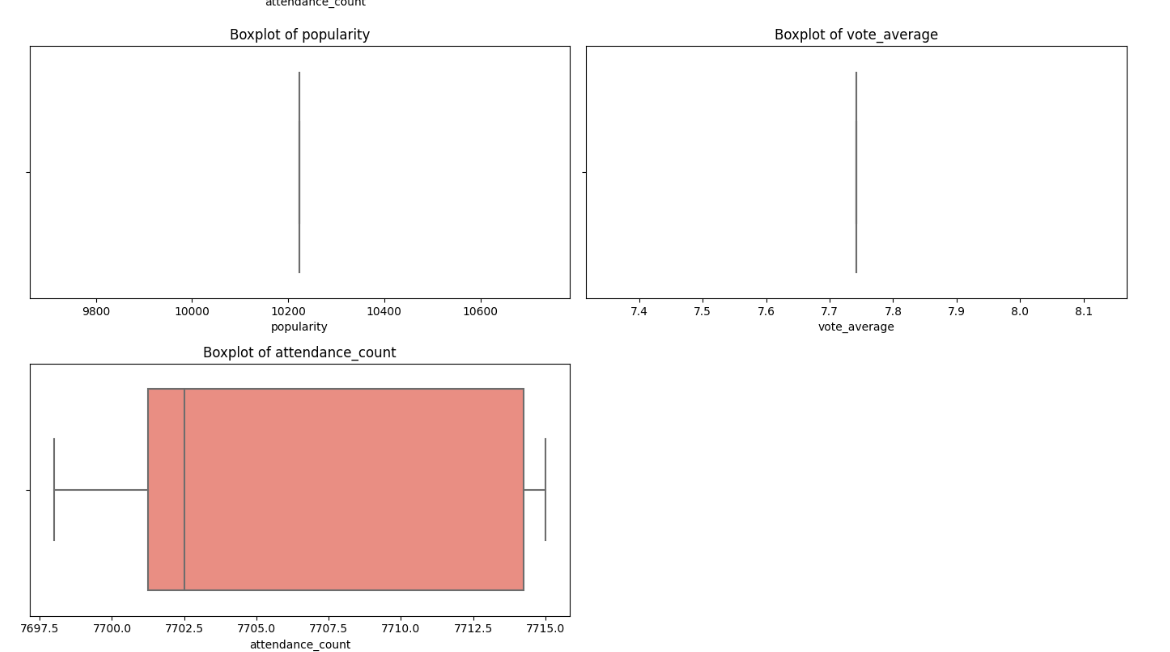 attendance_count
Boxplot of popularity
9800 10000 10200 10400 10600
popularity
Boxplot of vote_average
7.4 7.5 7.6 7.7 7.8 7.9 8.0 8.1
vote_average
Boxplot of attendance_count
7697.5 7700.0 7702.5 7705.0 7707.5 7710.0 7712.5 7715.0
attendance_count